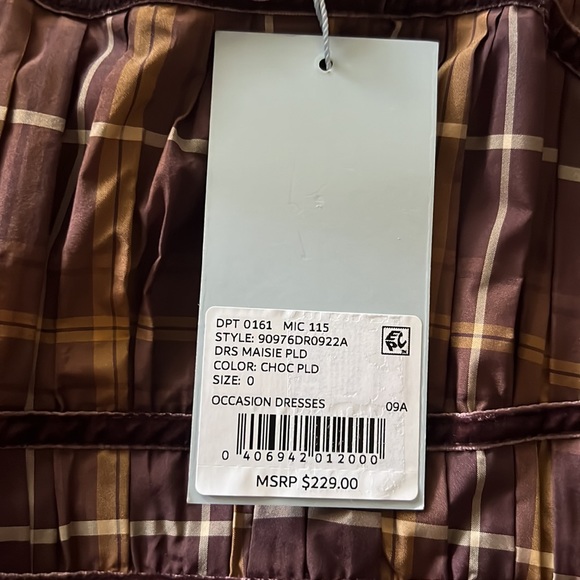 DPT 0161 MIC 115
STYLE: 90976DR0922A
DRS MAISIE PLD
COLOR: CHOC PLD
SIZE: 0
OCCASION DRESSES 09A
0 406942 012000
MSRP $229.00